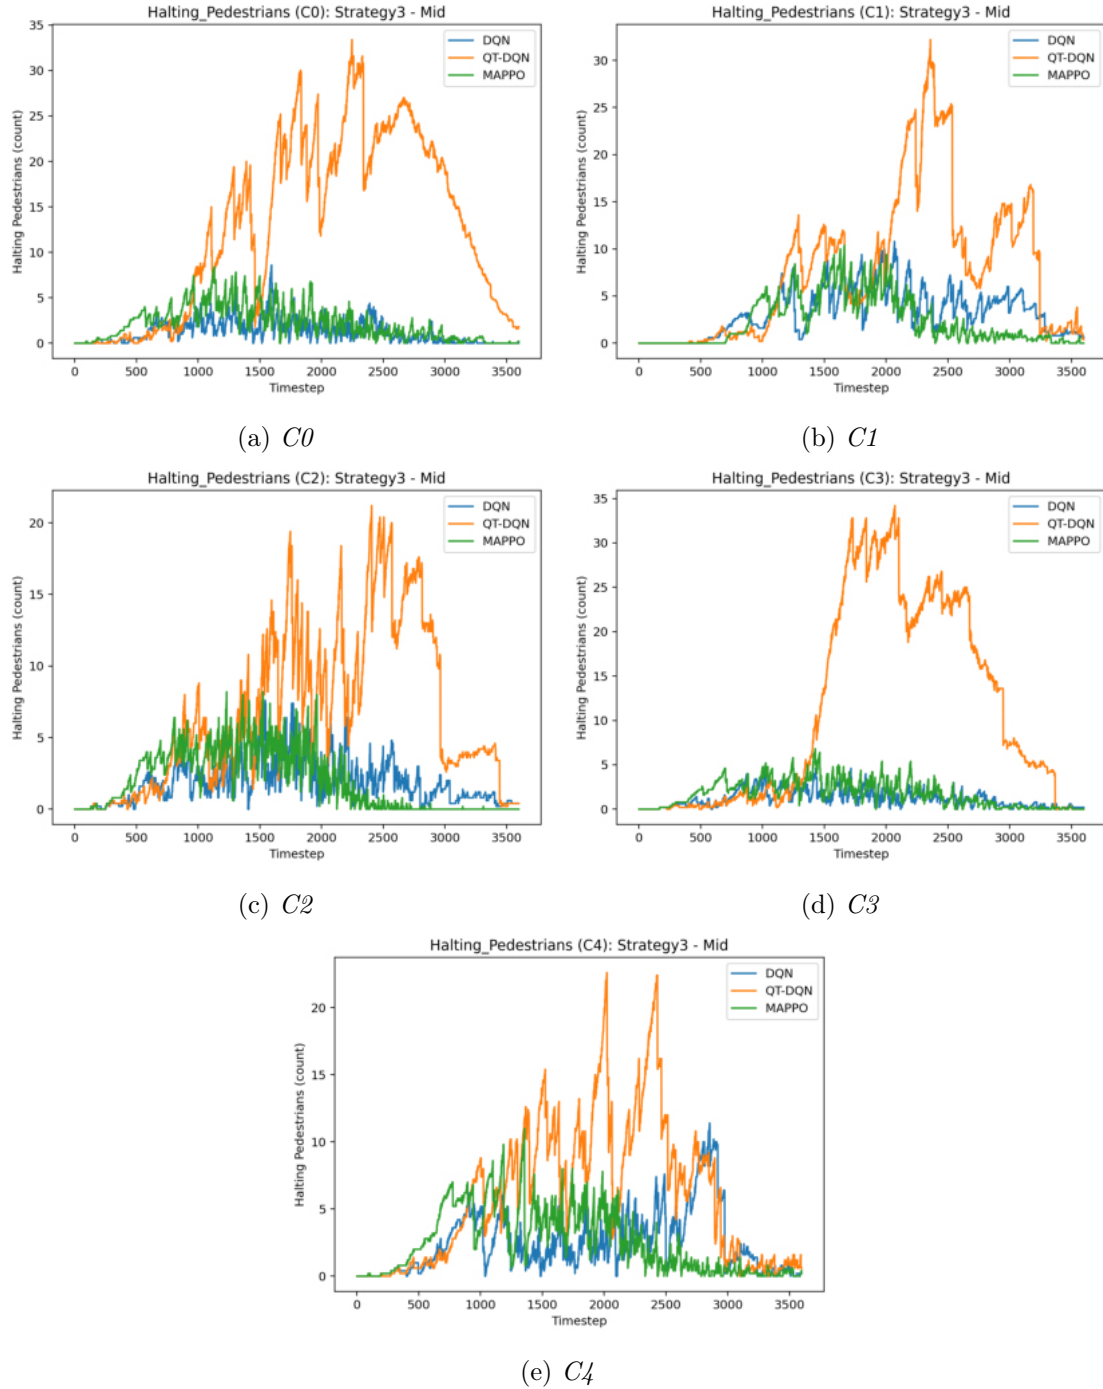 Halting_Pedestrians (C0): Strategy3 - Mid
DQN
QT-DQN
MAPPO
Halting Pedestrians (count)
35
30
25
20
15
10
5
0
0 500 1000 1500 2000 2500 3000 3500
Timestep
(a) C0
Halting_Pedestrians (C1): Strategy3 - Mid
DQN
QT-DQN
MAPPO
Halting Pedestrians (count)
30
25
20
15
10
5
0
0 500 1000 1500 2000 2500 3000 3500
Timestep
(b) C1
Halting_Pedestrians (C2): Strategy3 - Mid
DQN
QT-DQN
MAPPO
Halting Pedestrians (count)
20
15
10
5
0
0 500 1000 1500 2000 2500 3000 3500
Timestep
(c) C2
Halting_Pedestrians (C3): Strategy3 - Mid
DQN
QT-DQN
MAPPO
Halting Pedestrians (count)
35
30
25
20
15
10
5
0
0 500 1000 1500 2000 2500 3000 3500
Timestep
(d) C3
Halting_Pedestrians (C4): Strategy3 - Mid
DQN
QT-DQN
MAPPO
Halting Pedestrians (count)
20
15
10
5
0
0 500 1000 1500 2000 2500 3000 3500
Timestep
(e) C4